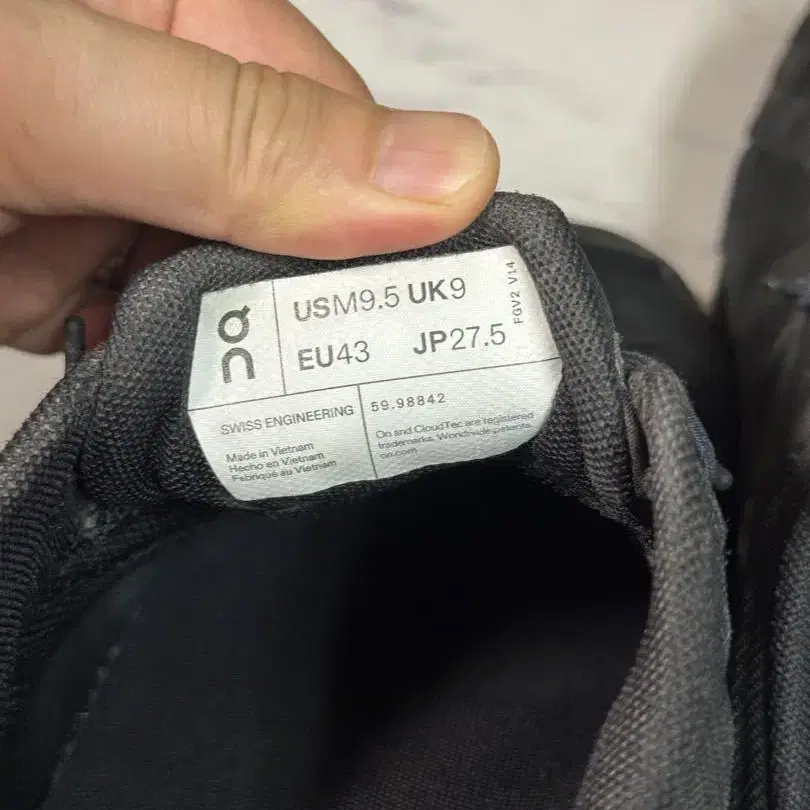 On
USM9.5 UK9
EU43 JP27.5
FGV2 V14
SWISS ENGINEERING
Made in Vietnam
Hecho en Vietnam
Fabriqué au Vietnam
59.98842
On and CloudTec are registered
trademarks. Worldwide patents.
on.com